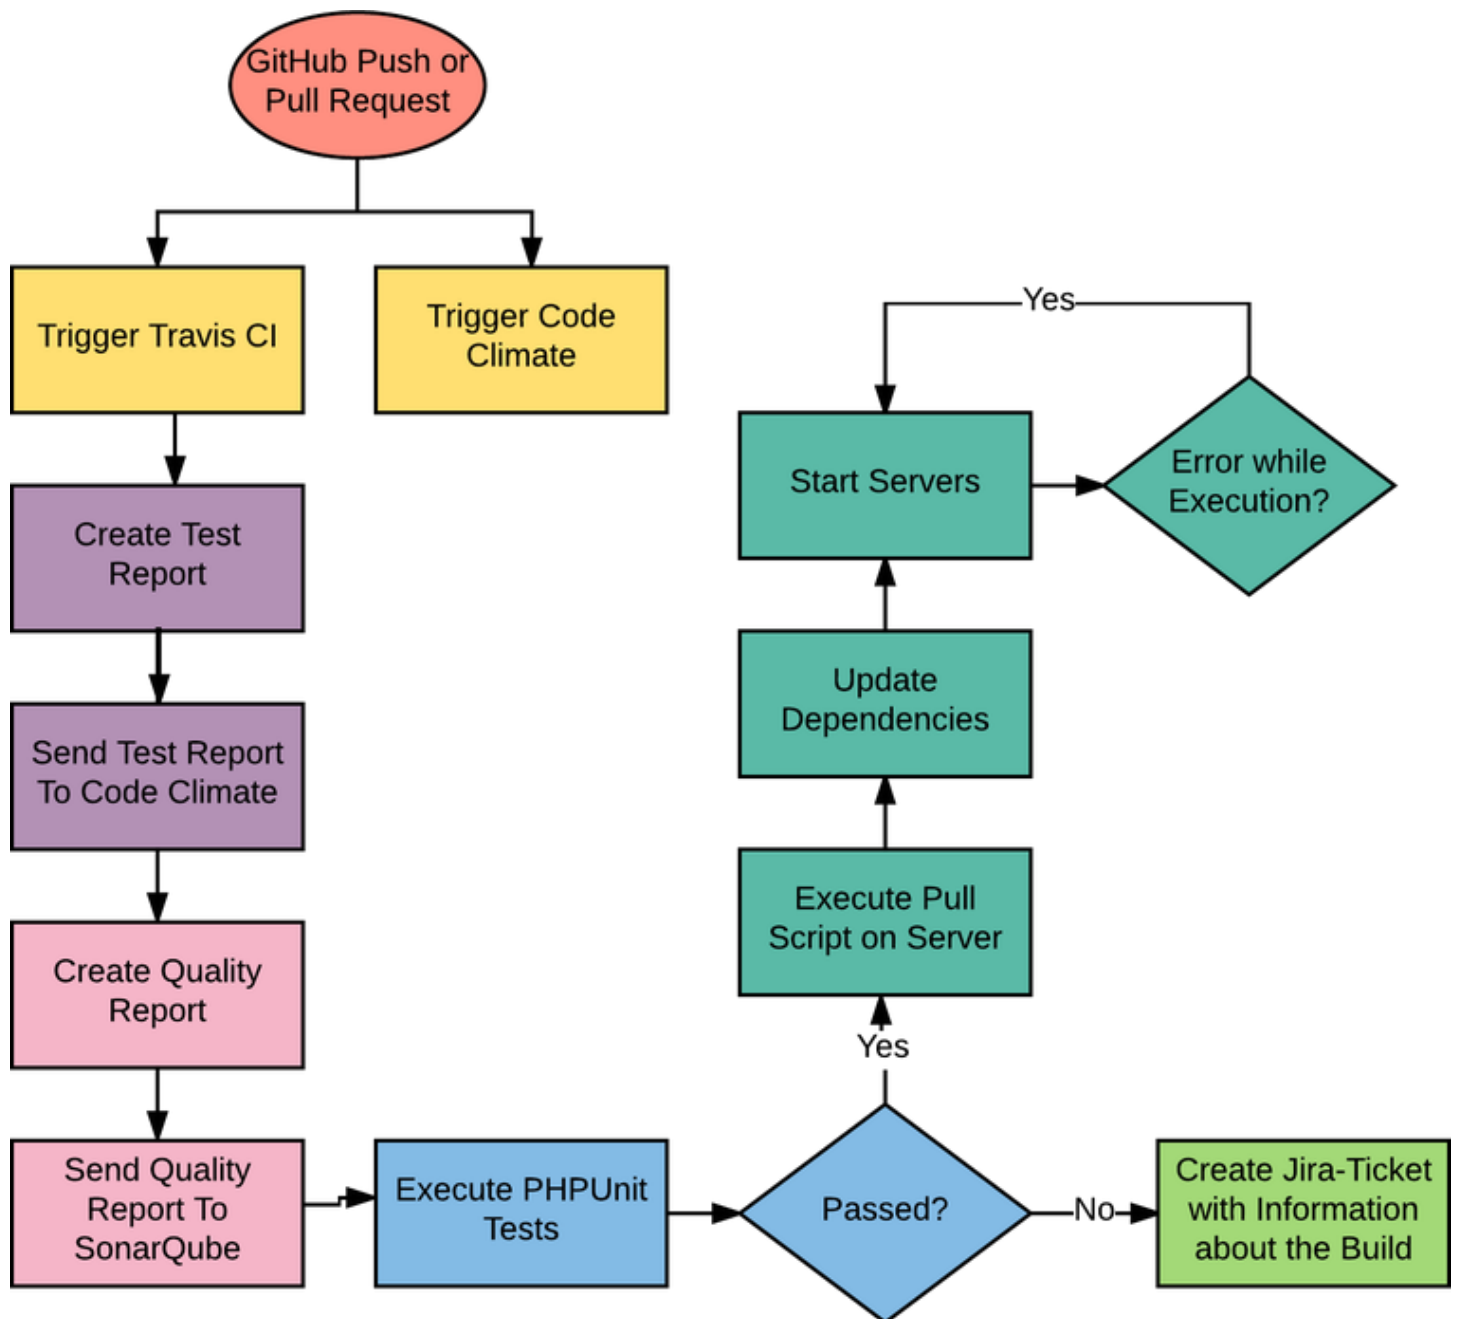 GitHub Push or
Pull Request
Trigger Travis CI
Trigger Code
Climate
Create Test
Report
Send Test Report
To Code Climate
Create Quality
Report
Send Quality
Report To
SonarQube
Execute PHPUnit
Tests
Passed?
Yes
No
Create Jira-Ticket
with Information
about the Build
Execute Pull
Script on Server
Update
Dependencies
Start Servers
Error while
Execution?
Yes